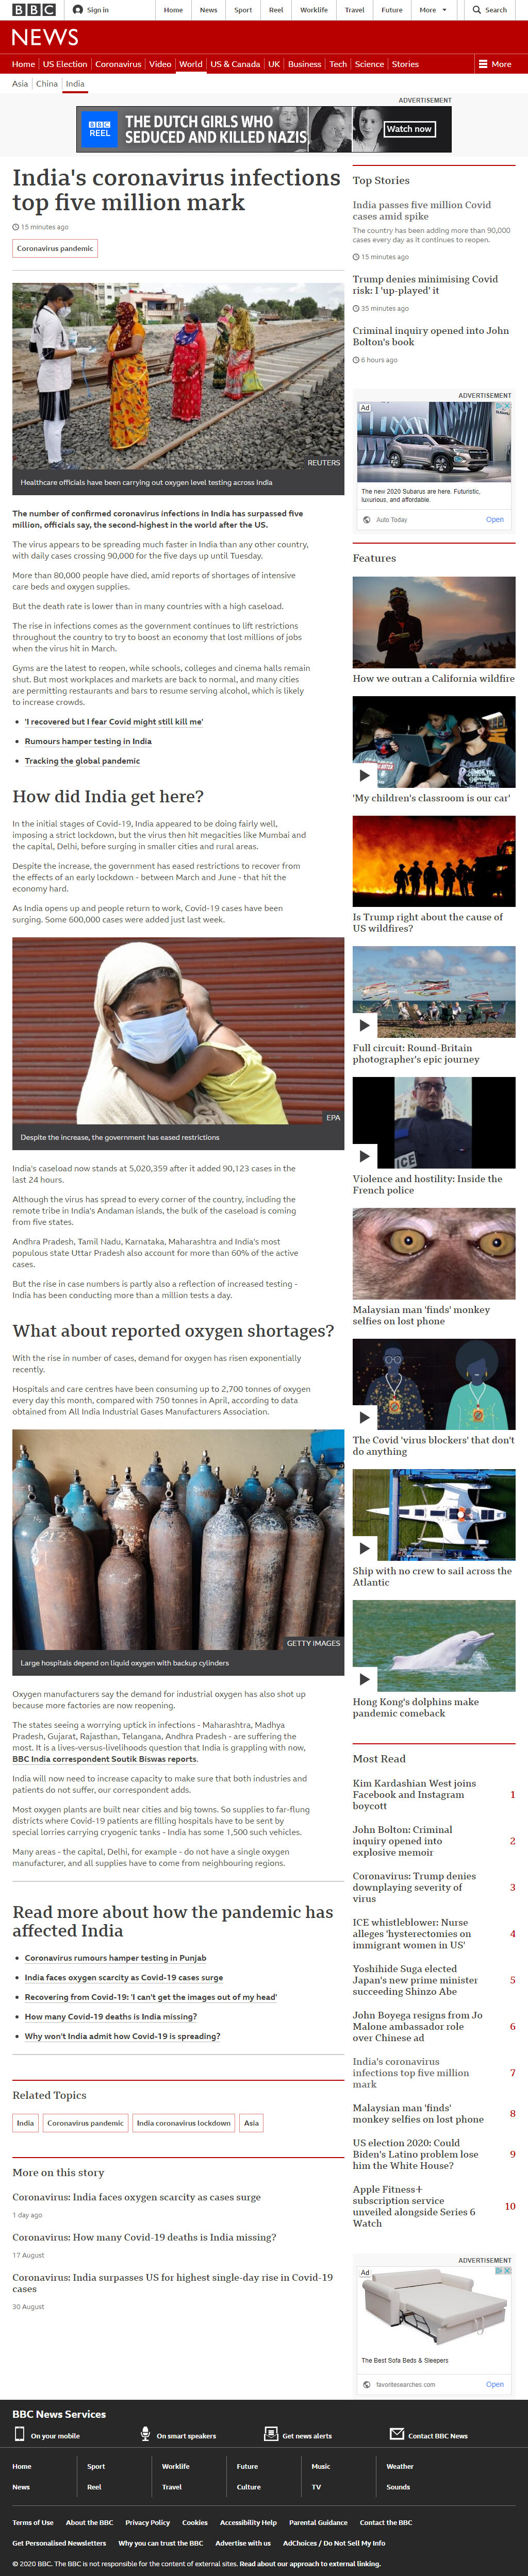 BBC
Sign in
Home
News
Sport
Reel
Worklife
Travel
Future
More
Search
NEWS
Home
US Election
Coronavirus
Video
World
US & Canada
UK
Business
Tech
Science
Stories
More
Asia
China
India
ADVERTISEMENT
BBC
REEL
THE DUTCH GIRLS WHO
SEDUCED AND KILLED NAZIS
Watch now
India's coronavirus infections
top five million mark
15 minutes ago
Coronavirus pandemic
REUTERS
Healthcare officials have been carrying out oxygen level testing across India
The number of confirmed coronavirus infections in India has surpassed five
million, officials say, the second-highest in the world after the US.
The virus appears to be spreading much faster in India than any other country,
with daily cases crossing 90,000 for the five days up until Tuesday.
More than 80,000 people have died, amid reports of shortages of intensive
care beds and oxygen supplies.
But the death rate is lower than in many countries with a high caseload.
The rise in infections comes as the government continues to lift restrictions
throughout the country to try to boost an economy that lost millions of jobs
when the virus hit in March.
Gyms are the latest to reopen, while schools, colleges and cinema halls remain
shut. But most workplaces and markets are back to normal, and many cities
are permitting restaurants and bars to resume serving alcohol, which is likely
to increase crowds.
'I recovered but I fear Covid might still kill me'
Rumours hamper testing in India
Tracking the global pandemic
How did India get here?
In the initial stages of Covid-19, India appeared to be doing fairly well,
imposing a strict lockdown, but the virus then hit megacities like Mumbai and
the capital, Delhi, before surging in smaller cities and rural areas.
Despite the increase, the government has eased restrictions to recover from
the effects of an early lockdown - between March and June - that hit the
economy hard.
As India opens up and people return to work, Covid-19 cases have been
surging. Some 600,000 cases were added just last week.
EPA
Despite the increase, the government has eased restrictions
India's caseload now stands at 5,020,359 after it added 90,123 cases in the
last 24 hours.
Although the virus has spread to every corner of the country, including the
remote tribe in India's Andaman islands, the bulk of the caseload is coming
from five states.
Andhra Pradesh, Tamil Nadu, Karnataka, Maharashtra and India's most
populous state Uttar Pradesh also account for more than 60% of the active
cases.
But the rise in case numbers is partly also a reflection of increased testing -
India has been conducting more than a million tests a day.
What about reported oxygen shortages?
With the rise in number of cases, demand for oxygen has risen exponentially
recently.
Hospitals and care centres have been consuming up to 2,700 tonnes of oxygen
every day this month, compared with 750 tonnes in April, according to data
obtained from All India Industrial Gases Manufacturers Association.
GETTY IMAGES
Large hospitals depend on liquid oxygen with backup cylinders
Oxygen manufacturers say the demand for industrial oxygen has also shot up
because more factories are now reopening.
The states seeing a worrying uptick in infections - Maharashtra, Madhya
Pradesh, Gujarat, Rajasthan, Telangana, Andhra Pradesh - are suffering the
most. It is a lives-versus-livelihoods question that India is grappling with now,
BBC India correspondent Soutik Biswas reports.
India will now need to increase capacity to make sure that both industries and
patients do not suffer, our correspondent adds.
Most oxygen plants are built near cities and big towns. So supplies to far-flung
districts where Covid-19 patients are filling hospitals have to be sent by
special lorries carrying cryogenic tanks - India has some 1,500 such vehicles.
Many areas - the capital, Delhi, for example - do not have a single oxygen
manufacturer, and all supplies have to come from neighbouring regions.
Read more about how the pandemic has
affected India
Coronavirus rumours hamper testing in Punjab
India faces oxygen scarcity as Covid-19 cases surge
Recovering from Covid-19: 'I can't get the images out of my head'
How many Covid-19 deaths is India missing?
Why won't India admit how Covid-19 is spreading?
Related Topics
India
Coronavirus pandemic
India coronavirus lockdown
Asia
More on this story
Coronavirus: India faces oxygen scarcity as cases surge
1 day ago
Coronavirus: How many Covid-19 deaths is India missing?
17 August
Coronavirus: India surpasses US for highest single-day rise in Covid-19
cases
30 August
Top Stories
India passes five million Covid
cases amid spike
The country has been adding more than 90,000
cases every day as it continues to reopen.
15 minutes ago
Trump denies minimising Covid
risk: I 'up-played' it
35 minutes ago
Criminal inquiry opened into John
Bolton's book
6 hours ago
ADVERTISEMENT
Ad
The new 2020 Subarus are here. Futuristic,
luxurious, and affordable.
Auto Today
Open
Features
How we outran a California wildfire
'My children's classroom is our car'
Is Trump right about the cause of
US wildfires?
Full circuit: Round-Britain
photographer's epic journey
ICE
Violence and hostility: Inside the
French police
Malaysian man 'finds' monkey
selfies on lost phone
The Covid 'virus blockers' that don't
do anything
Ship with no crew to sail across the
Atlantic
Hong Kong's dolphins make
pandemic comeback
Most Read
Kim Kardashian West joins
Facebook and Instagram
boycott
1
John Bolton: Criminal
inquiry opened into
explosive memoir
2
Coronavirus: Trump denies
downplaying severity of
virus
3
ICE whistleblower: Nurse
alleges 'hysterectomies on
immigrant women in US'
4
Yoshihide Suga elected
Japan's new prime minister
succeeding Shinzo Abe
5
John Boyega resigns from Jo
Malone ambassador role
over Chinese ad
6
India's coronavirus
infections top five million
mark
7
Malaysian man 'finds'
monkey selfies on lost phone
8
US election 2020: Could
Biden's Latino problem lose
him the White House?
9
Apple Fitness+
subscription service
unveiled alongside Series 6
Watch
10
ADVERTISEMENT
Ad
The Best Sofa Beds & Sleepers
favoritesearches.com
Open
BBC News Services
On your mobile
On smart speakers
Get news alerts
Contact BBC News
Home
Sport
Worklife
Future
Music
Weather
News
Reel
Travel
Culture
TV
Sounds
Terms of Use
About the BBC
Privacy Policy
Cookies
Accessibility Help
Parental Guidance
Contact the BBC
Get Personalised Newsletters
Why you can trust the BBC
Advertise with us
AdChoices / Do Not Sell My Info
© 2020 BBC. The BBC is not responsible for the content of external sites. Read about our approach to external linking.